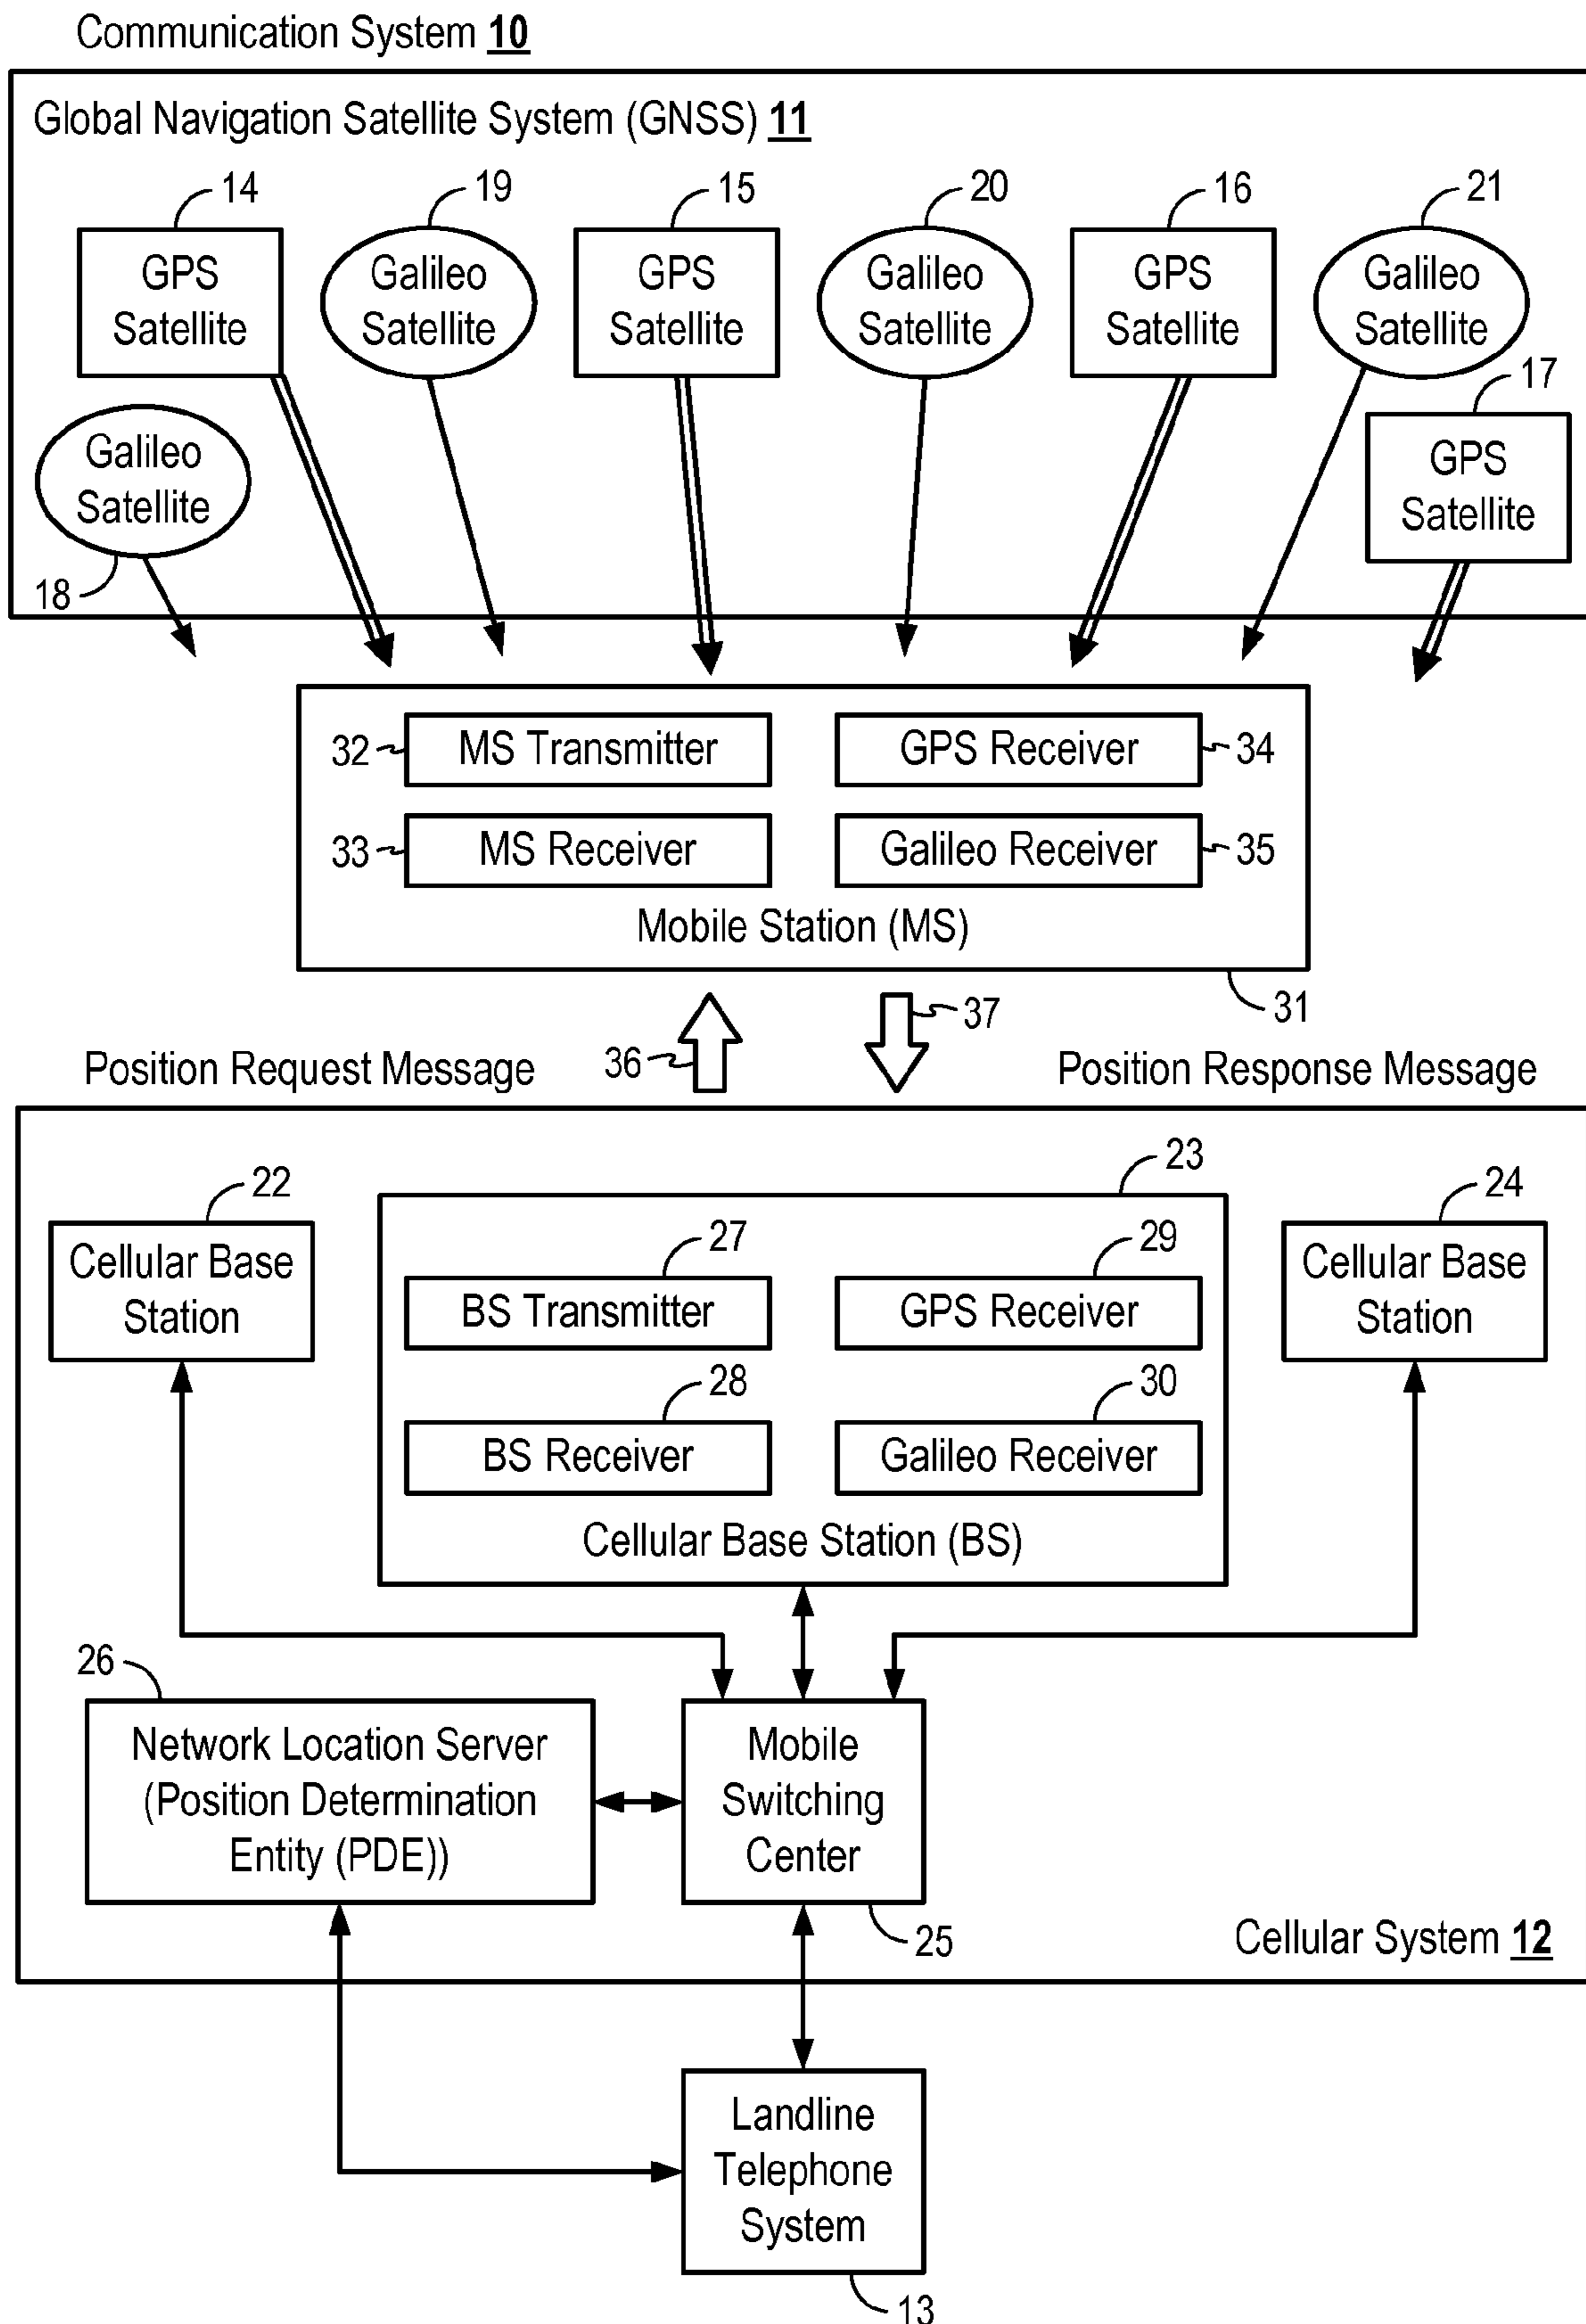 Communication System 10
Global Navigation Satellite System (GNSS) 11
14
19
15
20
16
21
GPS
Satellite
Galileo
Satellite
GPS
Satellite
Galileo
Satellite
GPS
Satellite
Galileo
Satellite
17
Galileo
Satellite
GPS
Satellite
18
32
MS Transmitter
GPS Receiver
34
33
MS Receiver
Galileo Receiver
35
Mobile Station (MS)
31
37
36
Position Request Message
Position Response Message
23
22
24
Cellular Base
Station
27
29
Cellular Base
Station
BS Transmitter
GPS Receiver
28
30
BS Receiver
Galileo Receiver
Cellular Base Station (BS)
26
Network Location Server
(Position Determination
Entity (PDE))
Mobile
Switching
Center
25
Cellular System 12
Landline
Telephone
System
13